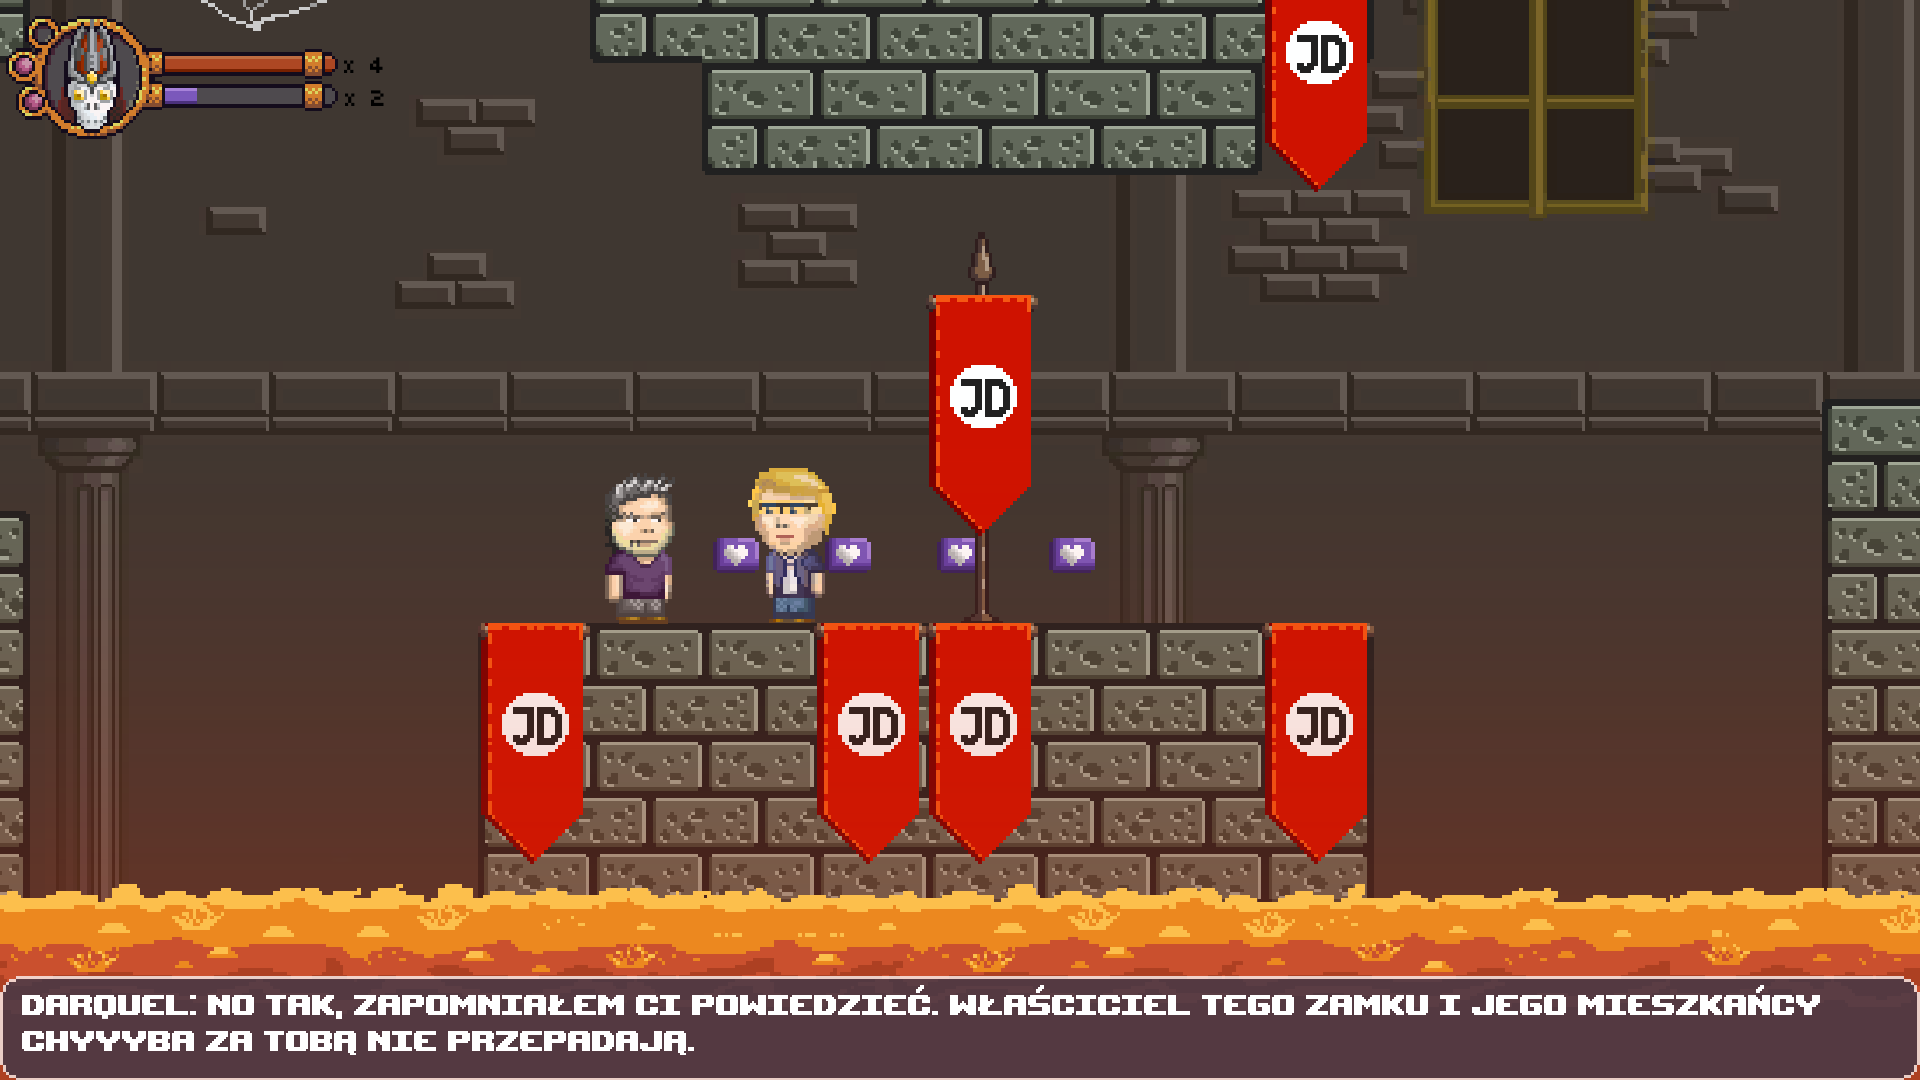 JD
x 4
x 2
JD
JD
JD
JD
JD
DARQUEL: NO TAK, ZAPOMNIAŁEM CI POWIEDZIEĆ. WŁAŚCICIEL TEGO ZAMKU I JEGO MIESZKAŃCY
CHYYYBA ZA TOBĄ NIE PRZEPADAJĄ.